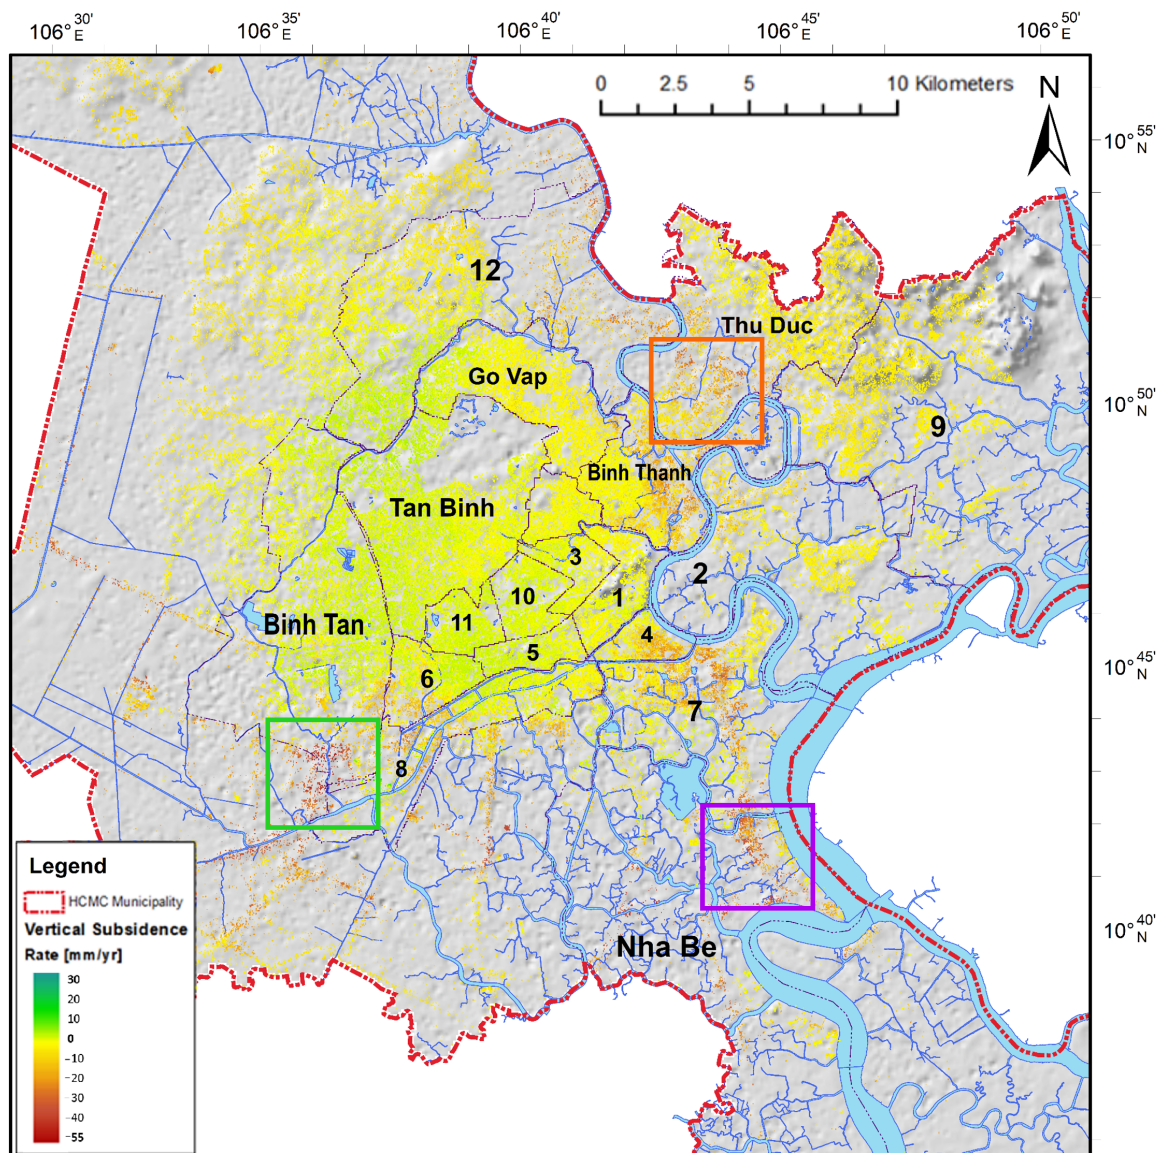 106° 30' E 106° 35' E 106° 40' E 106° 45' E 106° 50' E
0 2.5 5 10 Kilometers
N
10° 55' N
12
Thu Duc
Go Vap
10° 50' N
9
Binh Thanh
Tan Binh
3
2
10
1
11
Binh Tan
4
5
10° 45' N
6
7
8
Legend
HCMC Municipality
Vertical Subsidence
Rate [mm/yr]
30
20
10
0
–10
–20
30
–40
–55
10° 40' N
Nha Be